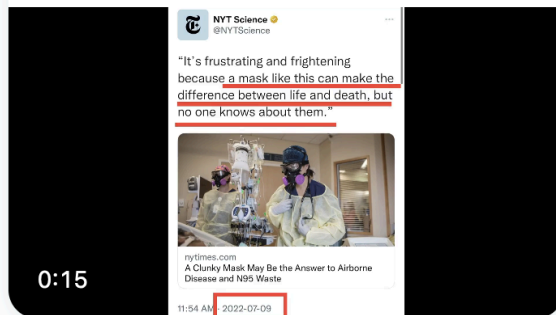 NYT Science
@NYTScience
“It’s frustrating and frightening
because a mask like this can make the
difference between life and death, but
no one knows about them.”
nytimes.com
A Clunky Mask May Be the Answer to Airborne
Disease and N95 Waste
11:54 AM · 2022-07-09
0:15